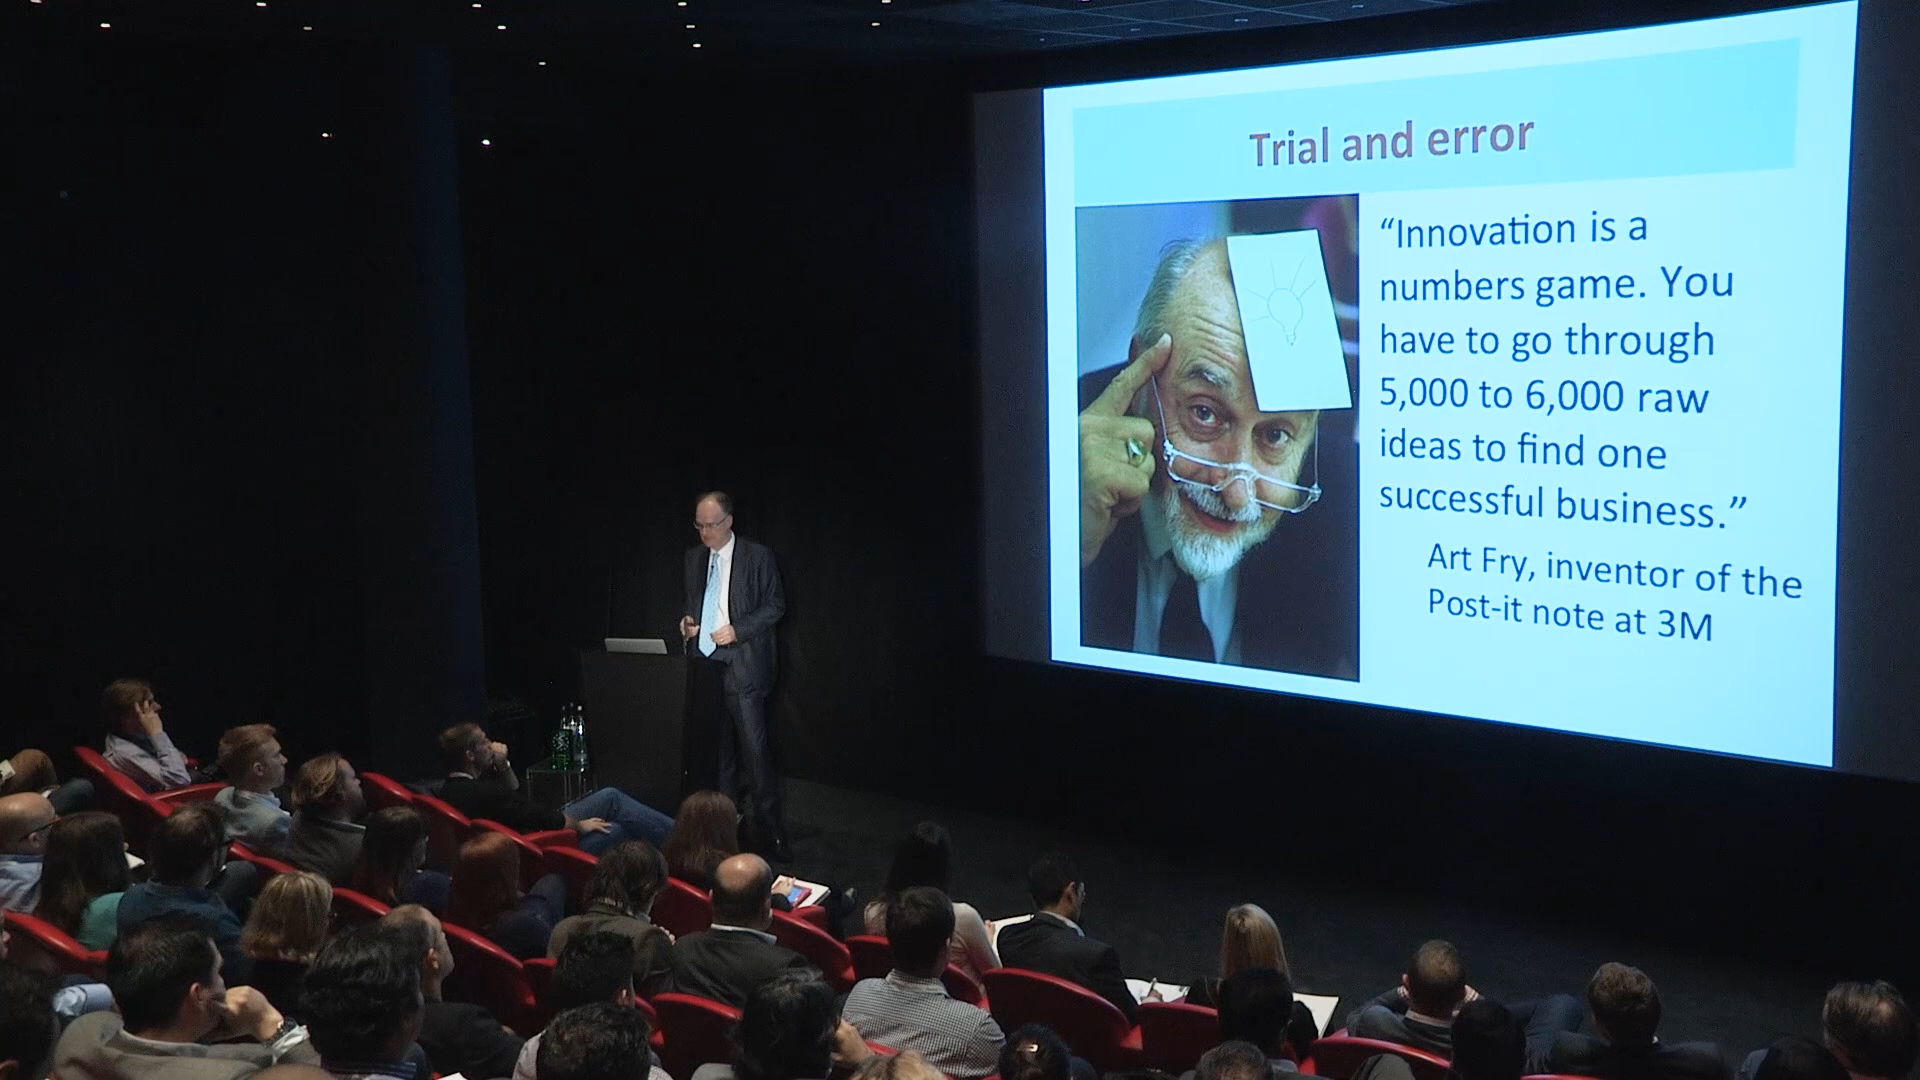 Trial and error
“Innovation is a
numbers game. You
have to go through
5,000 to 6,000 raw
ideas to find one
successful business.”
Art Fry, inventor of the
Post-it note at 3M